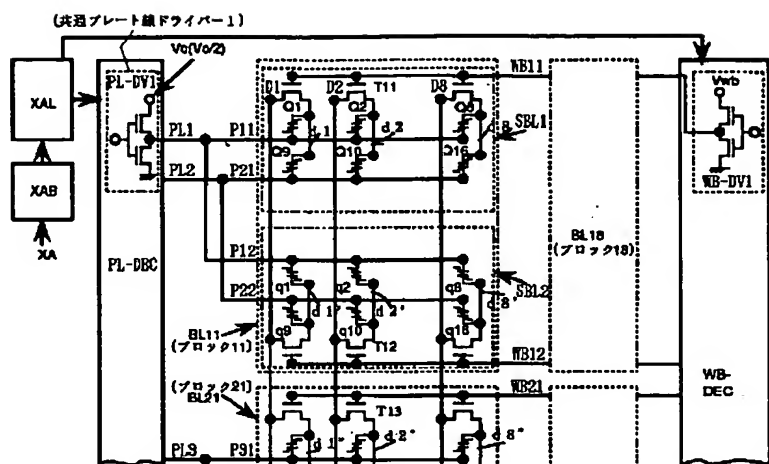 (共通プレート線ドライバー1)
Vc(Vc/2)
PL-DV1
XAL
XAB
XA
PL1
PL2
PL-DEC
P11
P21
P12
P22
D1
D2
D8
T11
Q1
Q2
Q9
Q10
Q16
d 1
d 2
d 8
SBL1
WB11
q1
q2
q8
q9
q10
q16
d 1'
d 2'
d 8'
SBL2
T12
WB12
BL11
(ブロック11)
BL18
(ブロック18)
Vwb
WB-DV1
WB-
DEC
(ブロック21)
BL21
WB21
T13
d 1"
d 2"
d 8"
PL3
P31